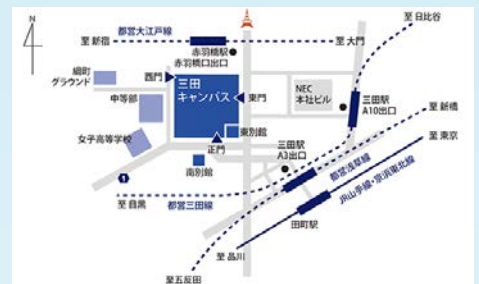 N
都営大江戸線
至 新宿
赤羽橋駅
赤羽橋口出口
至 大門
至 日比谷
綱町
グラウンド
西門
三田
キャンパス
東門
NEC
本社ビル
三田駅
A10出口
至 新橋
中等部
至 東京
女子高等学校
東別館
正門
三田駅
A3出口
南別館
1
至 目黒
都営三田線
都営浅草線
JR山手線・京浜東北線
田町駅
至 品川
至 五反田